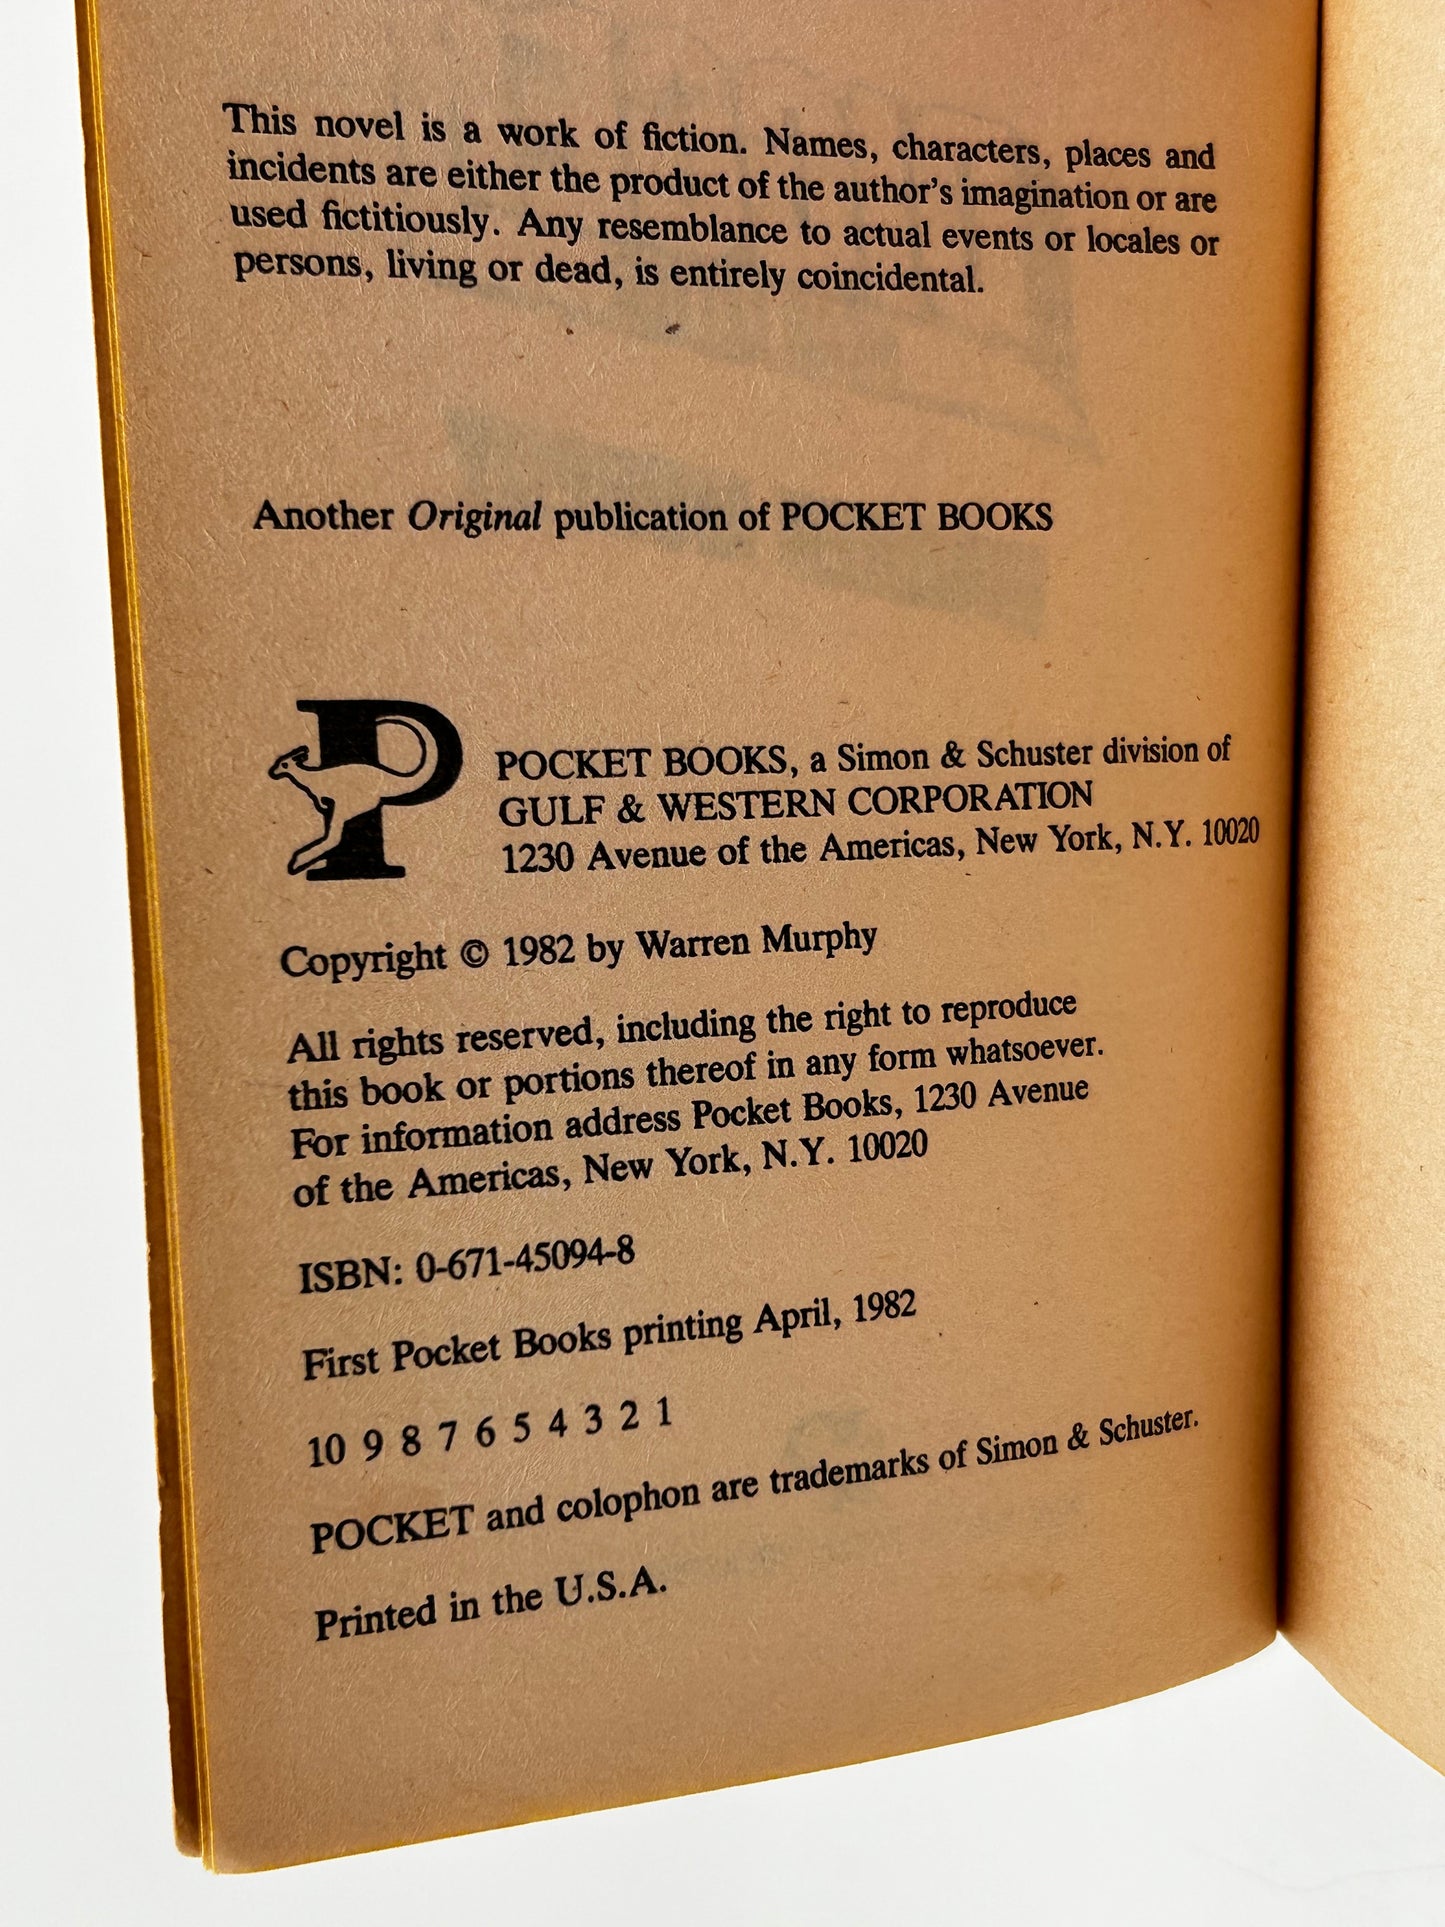 This novel is a work of fiction. Names, characters, places and
incidents are either the product of the author's imagination or are
used fictitiously. Any resemblance to actual events or locales or
persons, living or dead, is entirely coincidental.
Another Original publication of POCKET BOOKS
P
POCKET BOOKS, a Simon & Schuster division of
GULF & WESTERN CORPORATION
1230 Avenue of the Americas, New York, N.Y. 10020
Copyright © 1982 by Warren Murphy
All rights reserved, including the right to reproduce
this book or portions thereof in any form whatsoever.
For information address Pocket Books, 1230 Avenue
of the Americas, New York, N.Y. 10020
ISBN: 0-671-45094-8
First Pocket Books printing April, 1982
10 9 8 7 6 5 4 3 2 1
POCKET and colophon are trademarks of Simon & Schuster.
Printed in the U.S.A.